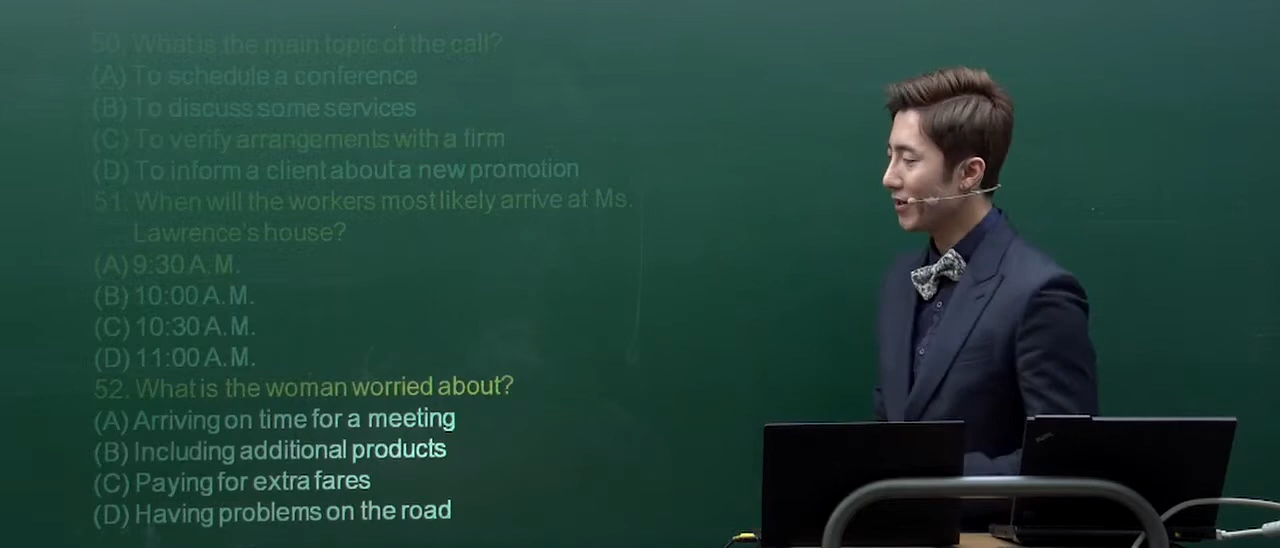 50. What is the main topic of the call?
(A) To schedule a conference
(B) To discuss some services
(C) To verify arrangements with a firm
(D) To inform a client about a new promotion
51. When will the workers most likely arrive at Ms.
Lawrence's house?
(A) 9:30 A.M.
(B) 10:00 A.M.
(C) 10:30 A.M.
(D) 11:00 A.M.
52. What is the woman worried about?
(A) Arriving on time for a meeting
(B) Including additional products
(C) Paying for extra fares
(D) Having problems on the road